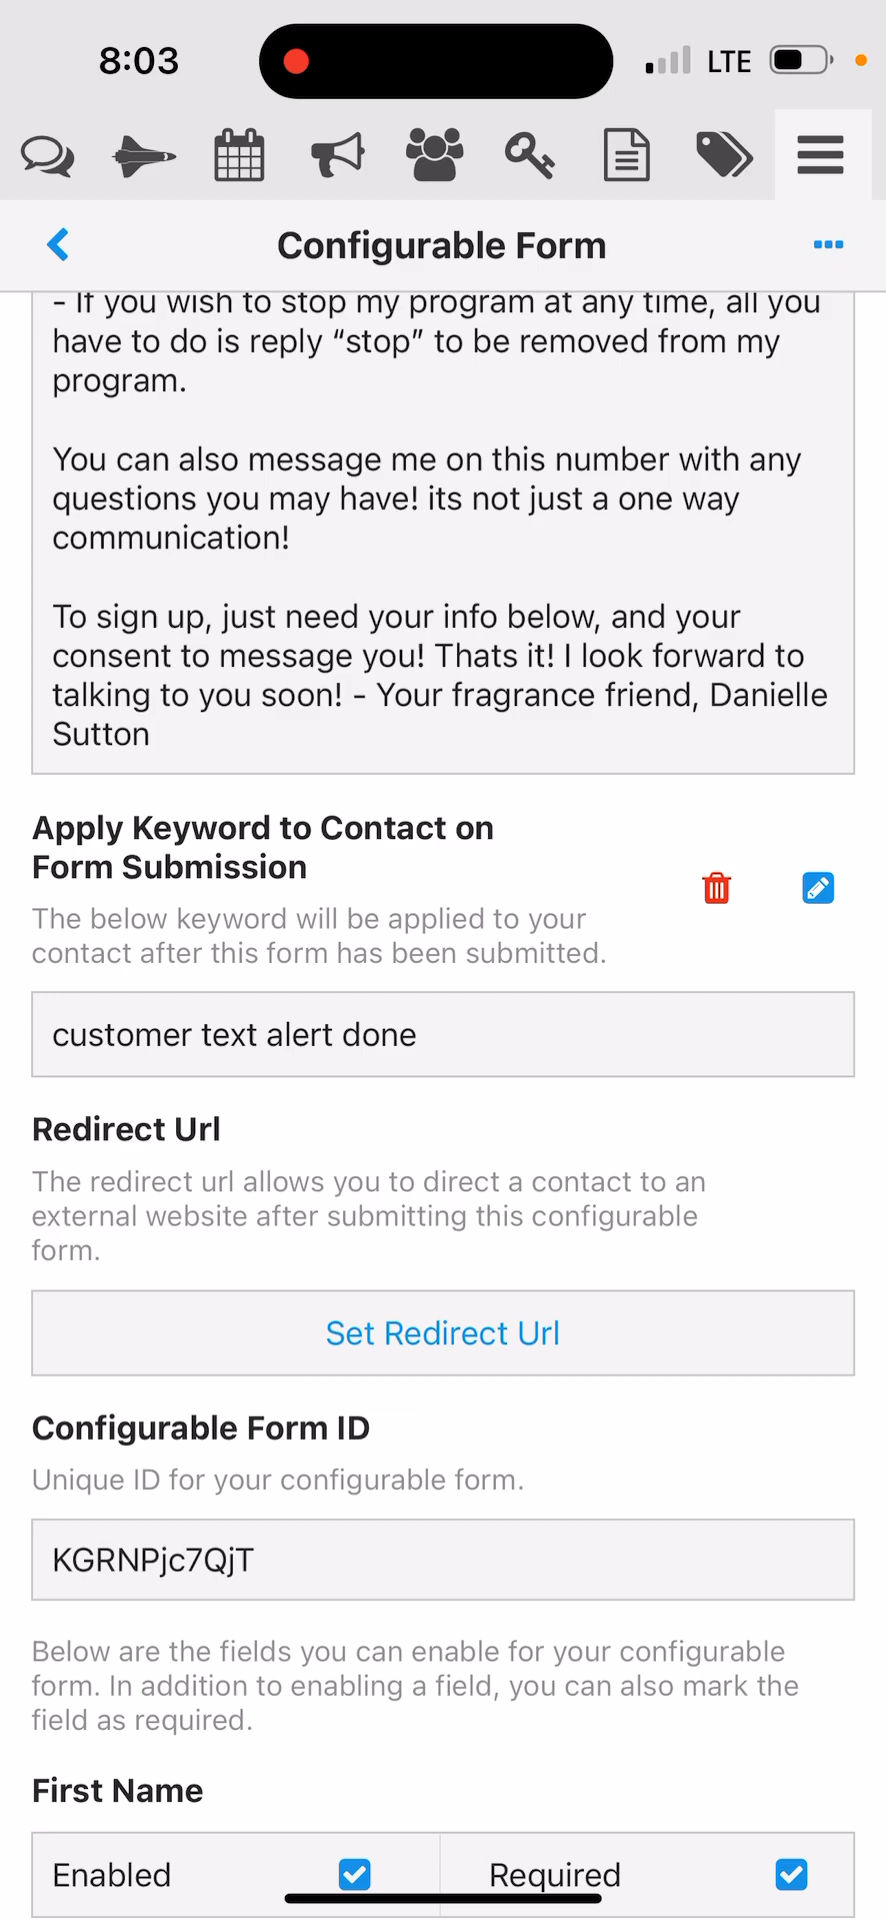 8:03
LTE
Configurable Form
- If you wish to stop my program at any time, all you
have to do is reply “stop” to be removed from my
program.
You can also message me on this number with any
questions you may have! its not just a one way
communication!
To sign up, just need your info below, and your
consent to message you! Thats it! I look forward to
talking to you soon! - Your fragrance friend, Danielle
Sutton
Apply Keyword to Contact on
Form Submission
The below keyword will be applied to your
contact after this form has been submitted.
customer text alert done
Redirect Url
The redirect url allows you to direct a contact to an
external website after submitting this configurable
form.
Set Redirect Url
Configurable Form ID
Unique ID for your configurable form.
KGRNPjc7QjT
Below are the fields you can enable for your configurable
form. In addition to enabling a field, you can also mark the
field as required.
First Name
Enabled
Required